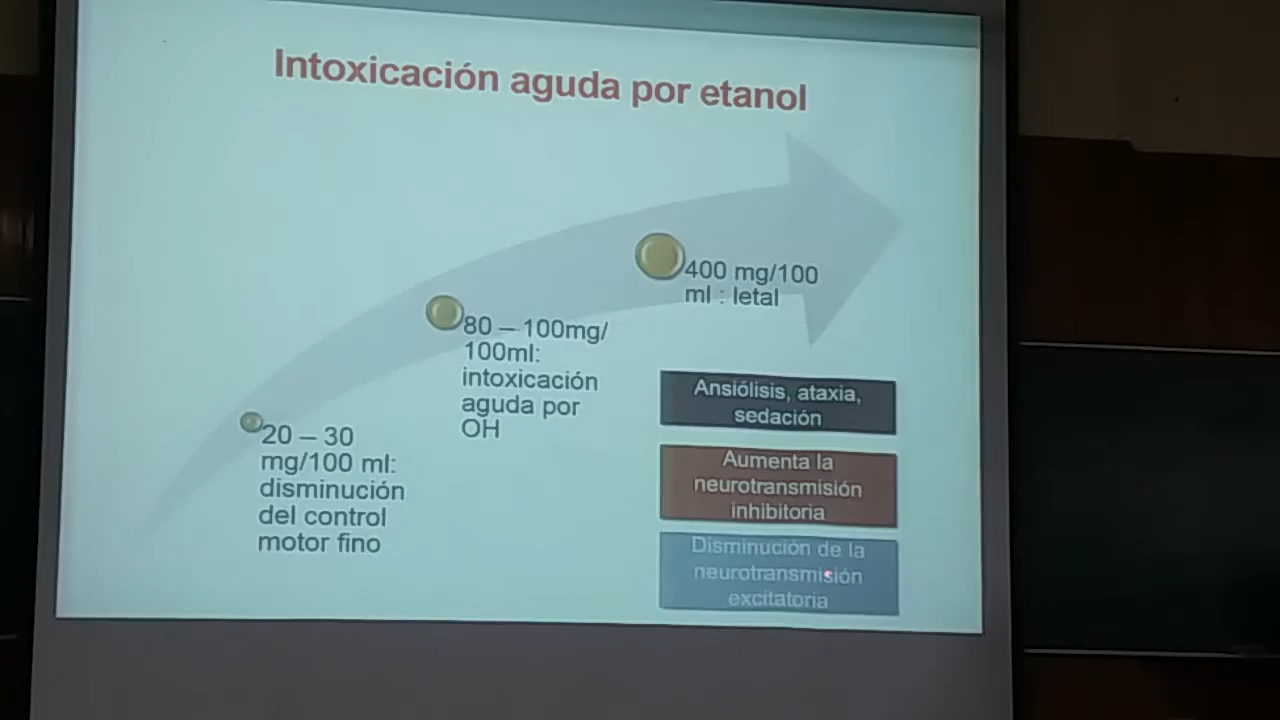 Intoxicación aguda por etanol
400 mg/100
ml : letal
80 – 100mg/
100ml:
intoxicación
aguda por
OH
20 – 30
mg/100 ml:
disminución
del control
motor fino
Ansiólisis, ataxia,
sedación
Aumenta la
neurotransmisión
inhibitoria
Disminución de la
neurotransmisión
excitatoria